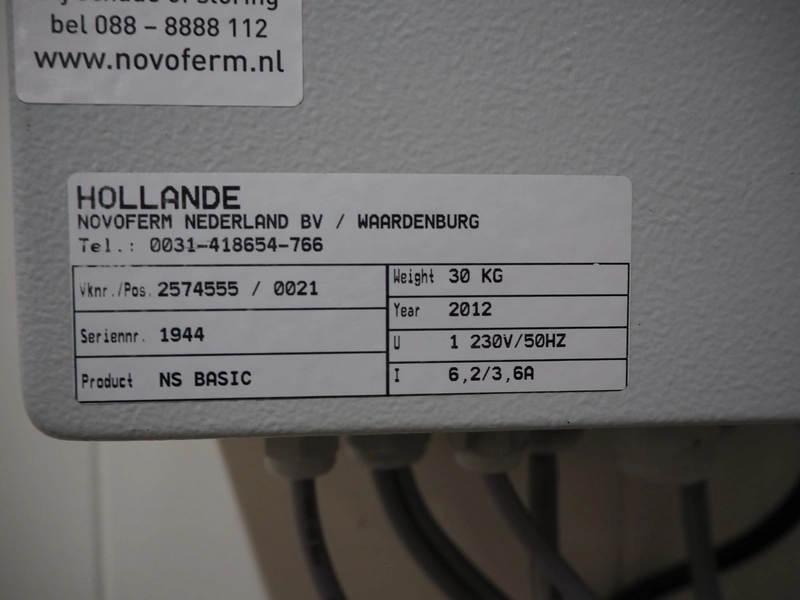 bel 088 – 8888 112
www.novoferm.nl
HOLLANDE
NOVOFERM NEDERLAND BV / WAARDENBURG
Tel.: 0031-418654-766
Vknr./Pos. 2574555 / 0021
Seriennr. 1944
Product NS BASIC
Weight 30 KG
Year 2012
U 1 230V/50HZ
I 6,2/3,6A